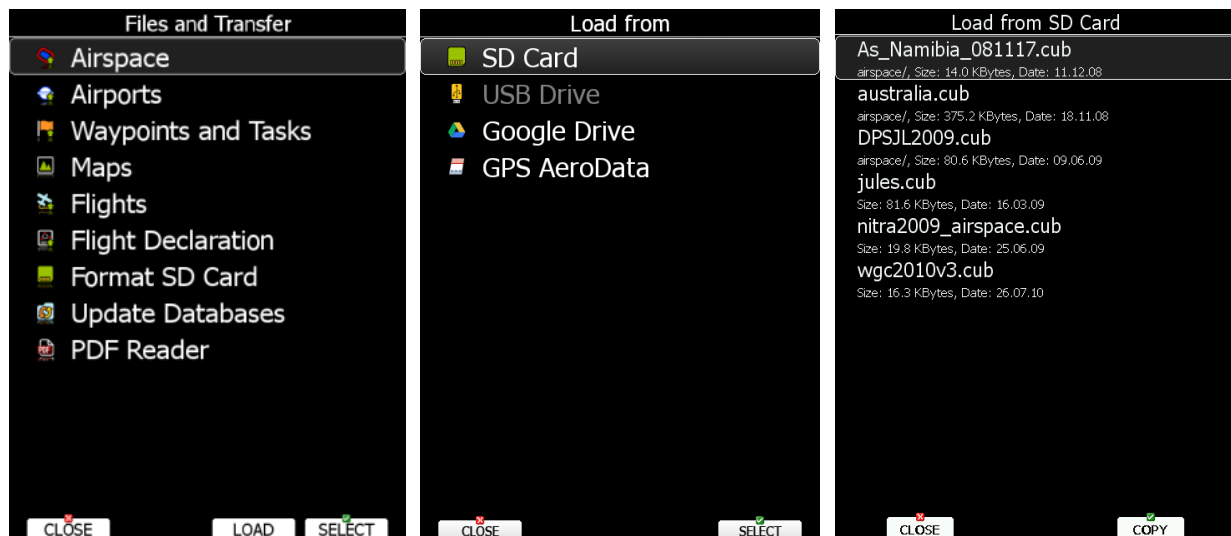 Files and Transfer
Airspace
Airports
Waypoints and Tasks
Maps
Flights
Flight Declaration
Format SD Card
Update Databases
PDF
PDF Reader
CLOSE
LOAD
SELECT
Load from
SD Card
USB Drive
Google Drive
GPS AeroData
CLOSE
SELECT
Load from SD Card
As_Namibia_081117.cub
airspace/, Size: 14.0 KBytes, Date: 11.12.08
australia.cub
airspace/, Size: 375.2 KBytes, Date: 18.11.08
DPSJL2009.cub
airspace/, Size: 80.6 KBytes, Date: 09.06.09
jules.cub
Size: 81.6 KBytes, Date: 16.03.09
nitra2009_airspace.cub
Size: 19.8 KBytes, Date: 25.06.09
wgc2010v3.cub
Size: 16.3 KBytes, Date: 26.07.10
CLOSE
COPY